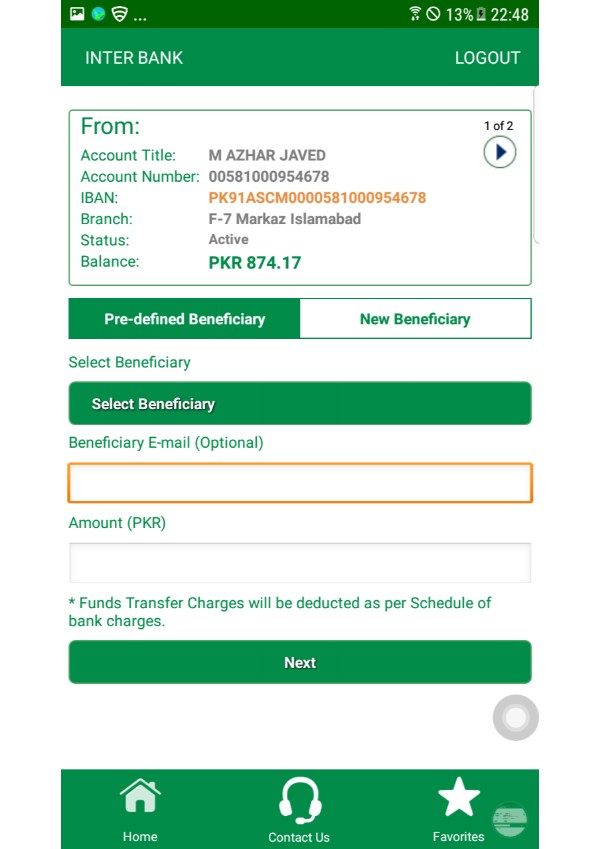 ... 13% 22:48
INTER BANK LOGOUT
From: 1 of 2
Account Title: M AZHAR JAVED
Account Number: 00581000954678
IBAN: PK91ASCM0000581000954678
Branch: F-7 Markaz Islamabad
Status: Active
Balance: PKR 874.17
Pre-defined Beneficiary New Beneficiary
Select Beneficiary
Select Beneficiary
Beneficiary E-mail (Optional)
Amount (PKR)
* Funds Transfer Charges will be deducted as per Schedule of
bank charges.
Next
Home Contact Us Favorites